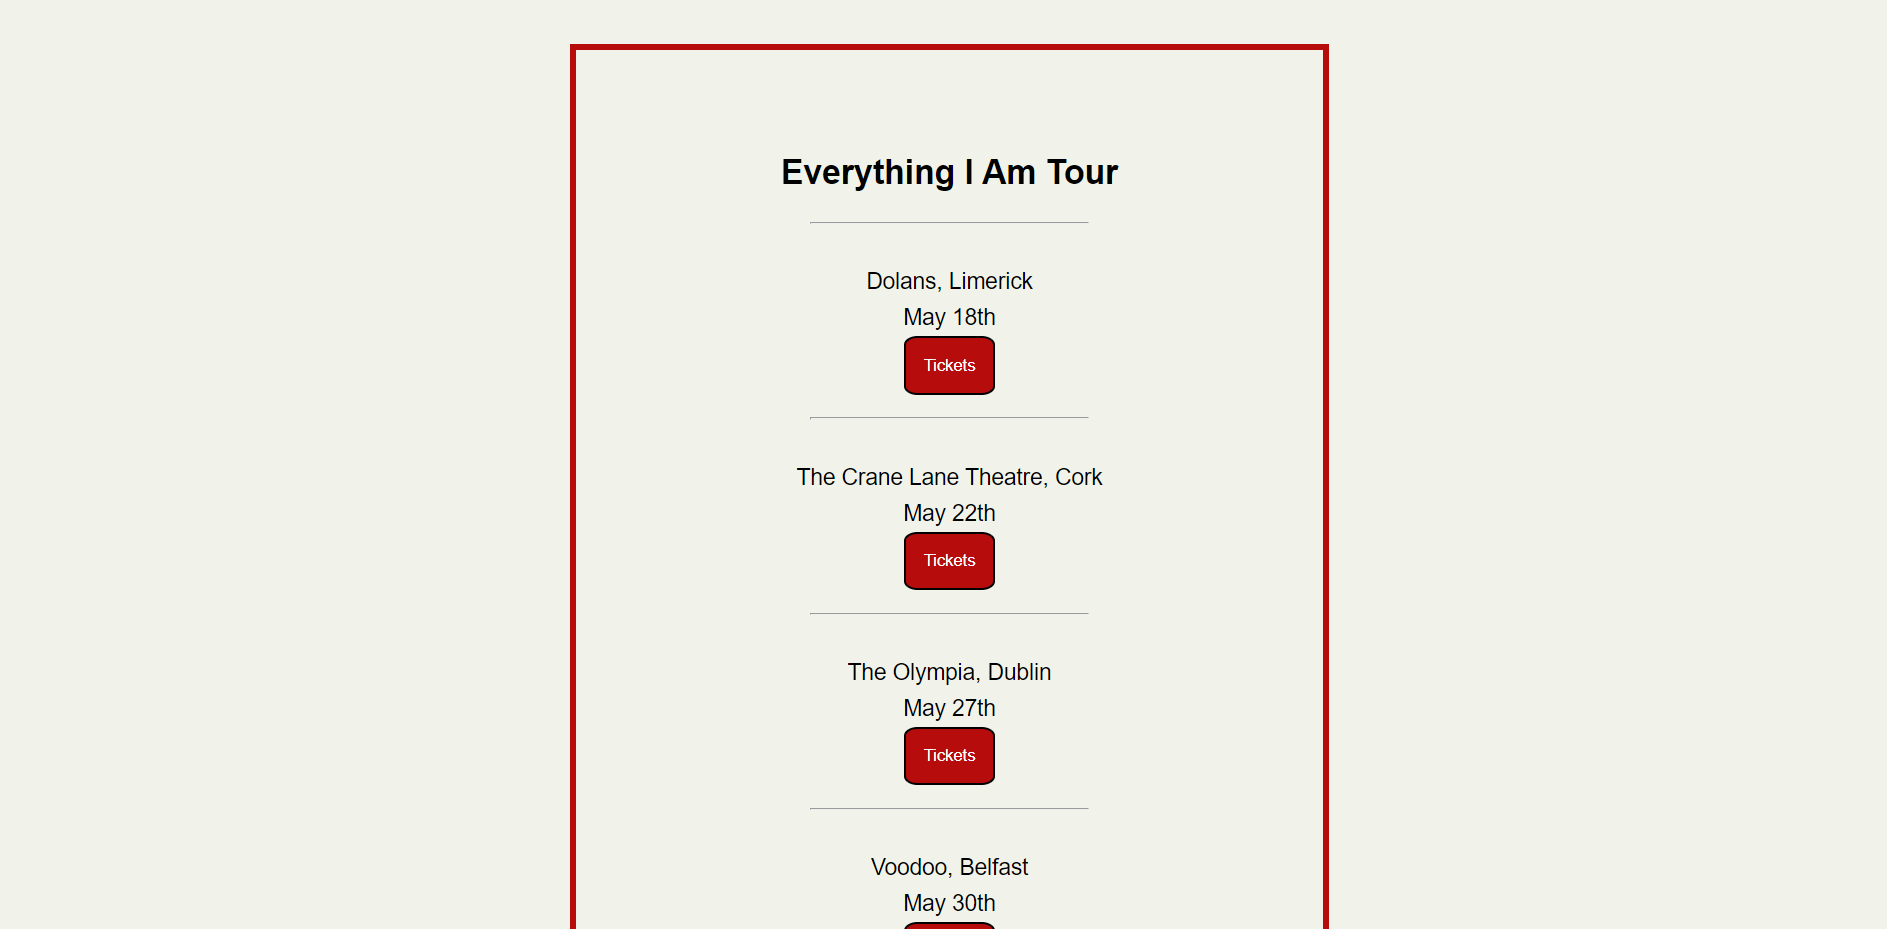 Everything I Am Tour
Dolans, Limerick
May 18th
Tickets
The Crane Lane Theatre, Cork
May 22th
Tickets
The Olympia, Dublin
May 27th
Tickets
Voodoo, Belfast
May 30th